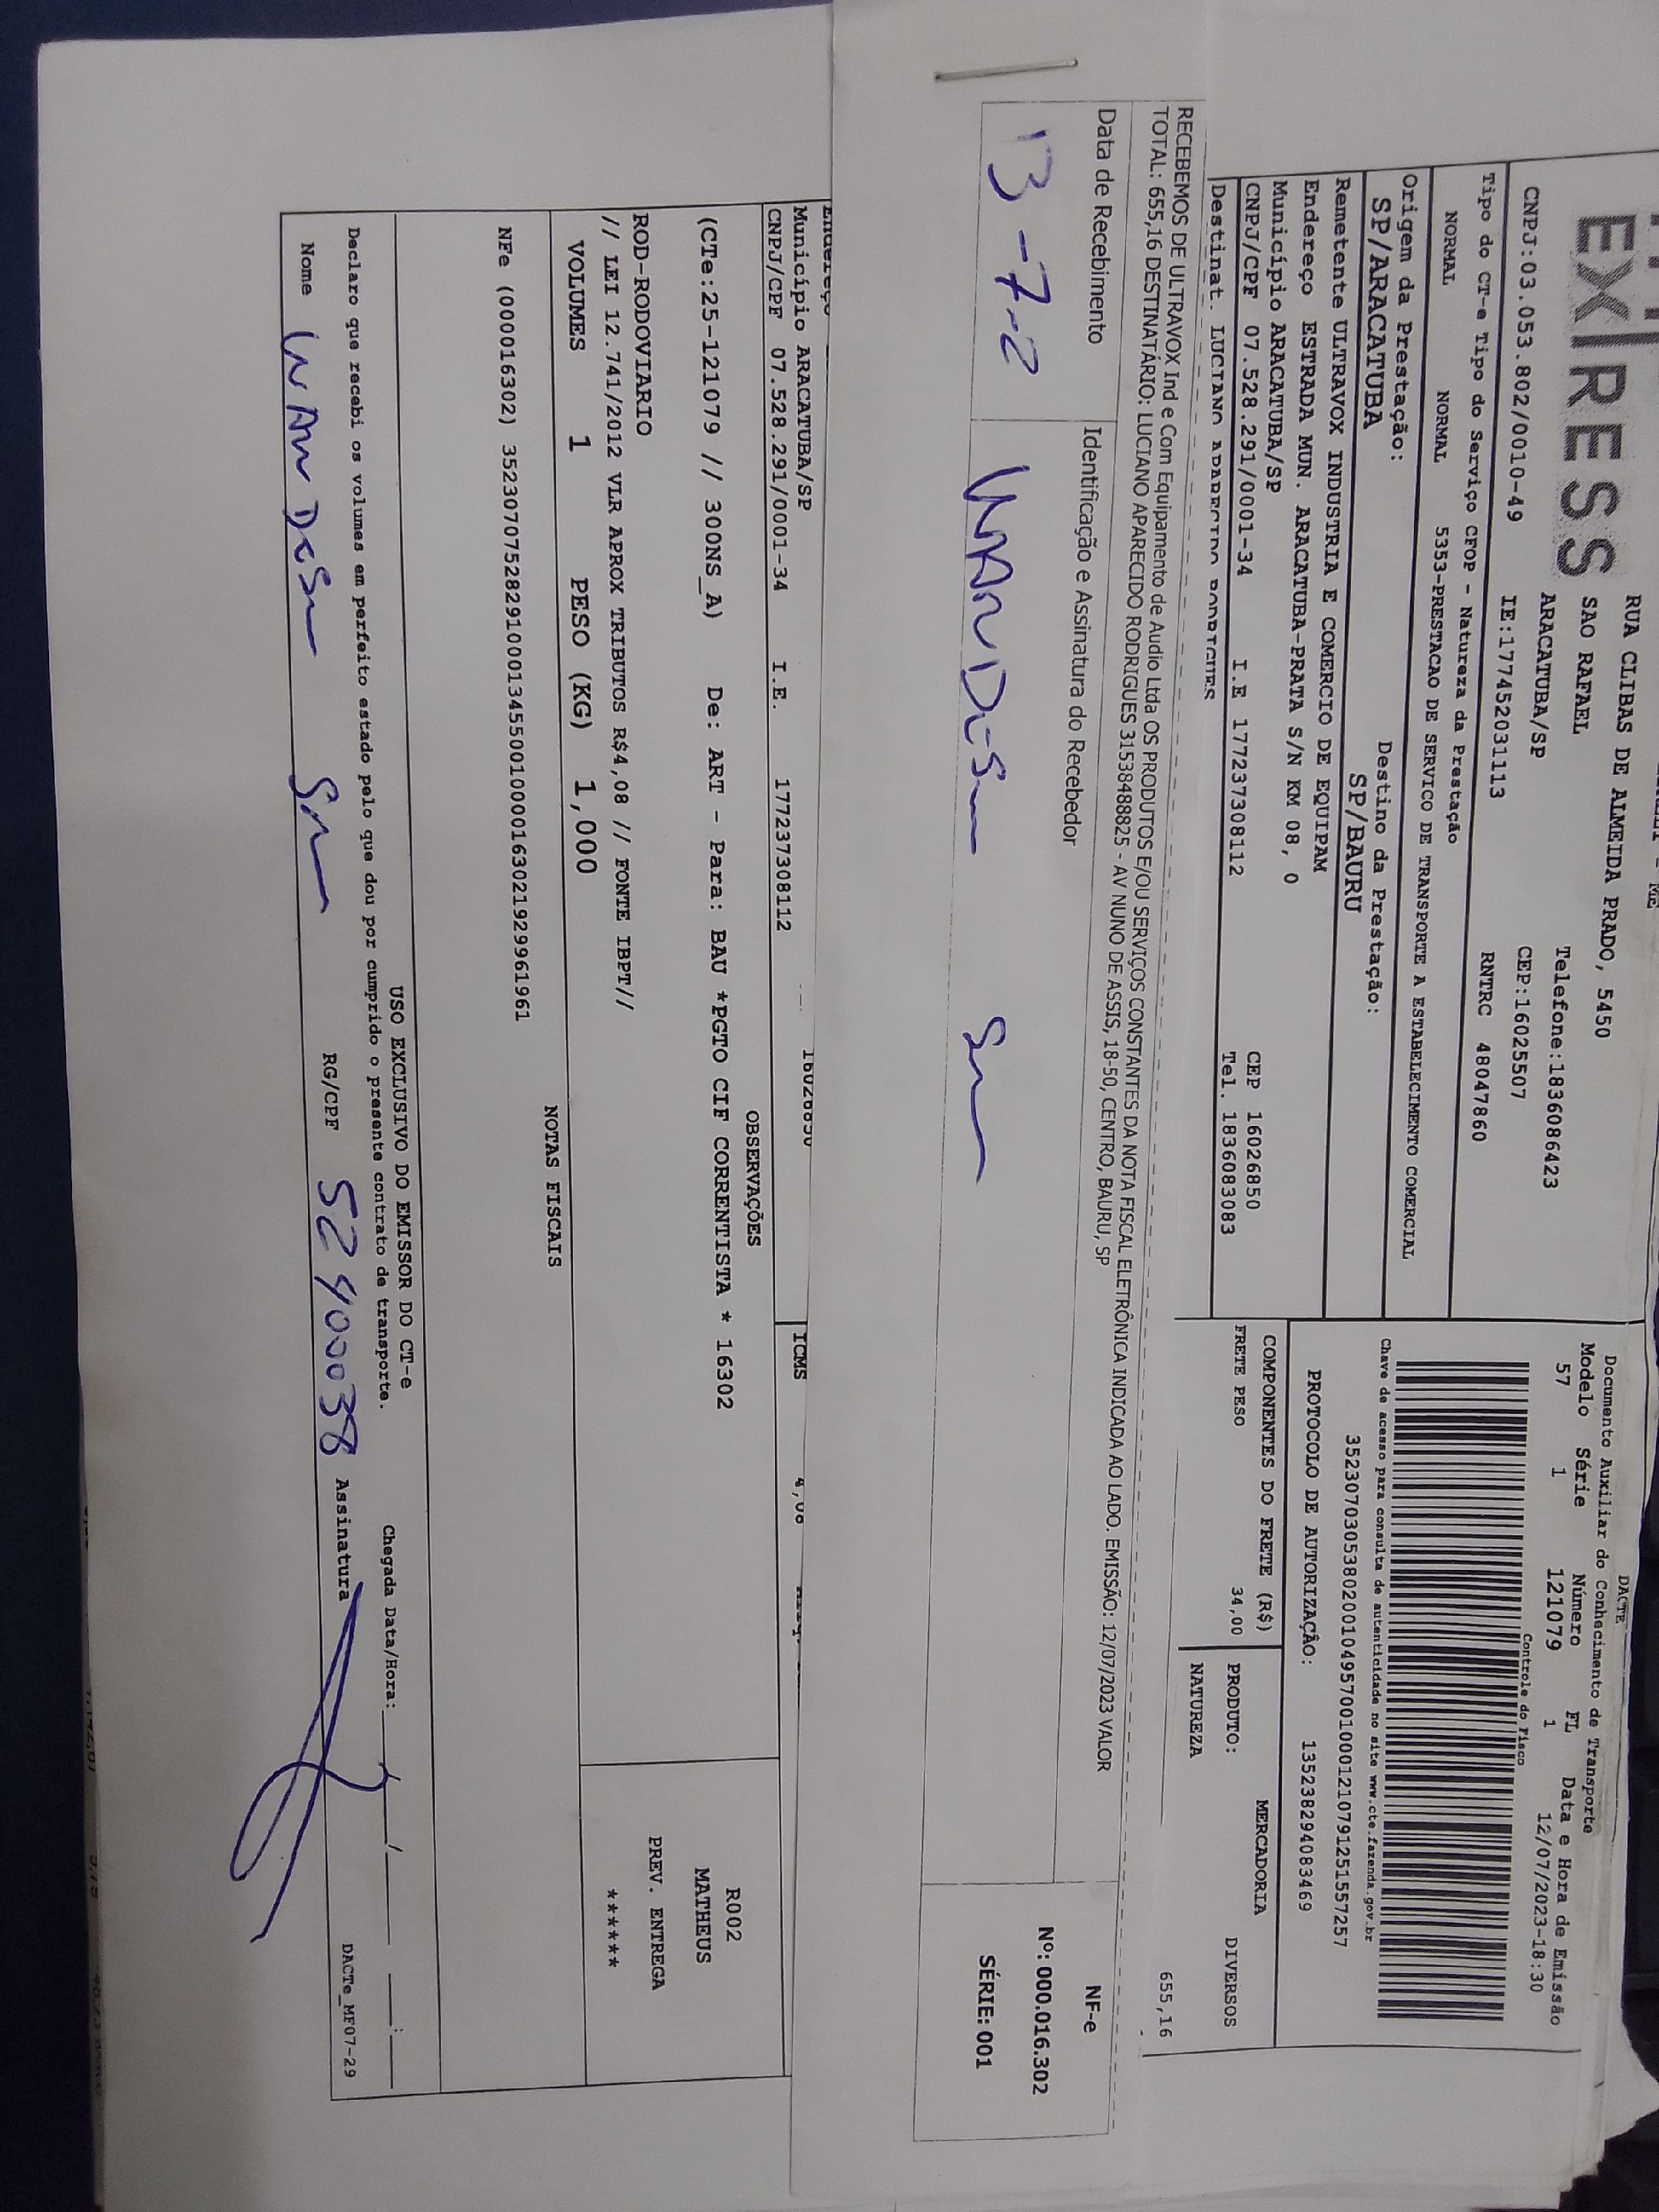 EXPRESS
RUA CLIBAS DE ALMEIDA PRADO, 5450
SAO RAFAEL
ARACATUBA/SP
Telefone:1836086423
CEP:16025507
CNPJ:03.053.802/0010-49 IE:177452031113 RNTRC 48047860
Tipo do CT-e Tipo do Serviço CFOP - Natureza da Prestação
NORMAL NORMAL 5353-PRESTACAO DE SERVICO DE TRANSPORTE A ESTABELECIMENTO COMERCIAL
Origem da Prestação: Destino da Prestação:
SP/ARACATUBA SP/BAURU
Remetente ULTRAVOX INDUSTRIA E COMERCIO DE EQUIPAM
Endereço ESTRADA MUN. ARACATUBA-PRATA S/N KM 08, 0
Município ARACATUBA/SP CEP 16026850
CNPJ/CPF 07.528.291/0001-34 I.E 177237308112 Tel. 1836083083
Destinat. LUCIANO APARECIDO RODRIGUES
DACTE
Documento Auxiliar do Conhecimento de Transporte
Modelo Série Número FL Data e Hora de Emissão
57 1 121079 1 12/07/2023-18:30
Controle do Fisco
Chave de acesso para consulta de autenticidade no site www.cte.fazenda.gov.br
35230703053802001049570010001210791251557257
PROTOCOLO DE AUTORIZAÇÃO: 135238294083469
COMPONENTES DO FRETE (R$) MERCADORIA
FRETE PESO 34,00 PRODUTO: DIVERSOS
NATUREZA
655,16
RECEBEMOS DE ULTRAVOX Ind e Com Equipamento de Audio Ltda OS PRODUTOS E/OU SERVIÇOS CONSTANTES DA NOTA FISCAL ELETRÔNICA INDICADA AO LADO. EMISSÃO: 12/07/2023 VALOR
TOTAL: 655,16 DESTINATÁRIO: LUCIANO APARECIDO RODRIGUES 31538488825 - AV NUNO DE ASSIS, 18-50, CENTRO, BAURU, SP
NF-e
Nº: 000.016.302
SÉRIE: 001
Data de Recebimento Identificação e Assinatura do Recebedor
13-7-2
Município ARACATUBA/SP
CNPJ/CPF 07.528.291/0001-34 I.E. 177237308112 ICMS
OBSERVAÇÕES
(CTe:25-121079 // 300NS_A) De: ART - Para: BAU *PGTO CIF CORRENTISTA * 16302
R002
MATHEUS
ROD-RODOVIARIO
PREV. ENTREGA
// LEI 12.741/2012 VLR APROX TRIBUTOS R$4,08 // FONTE IBPT//
******
VOLUMES 1 PESO (KG) 1,000
NOTAS FISCAIS
NFe (000016302) 35230707528291000134550010000163021929961961
USO EXCLUSIVO DO EMISSOR DO CT-e
Declaro que recebi os volumes em perfeito estado pelo que dou por cumprido o presente contrato de transporte. Chegada Data/Hora: ___/___/___ ___:___
Nome RG/CPF 52400038 Assinatura
DACTe_MF07-29